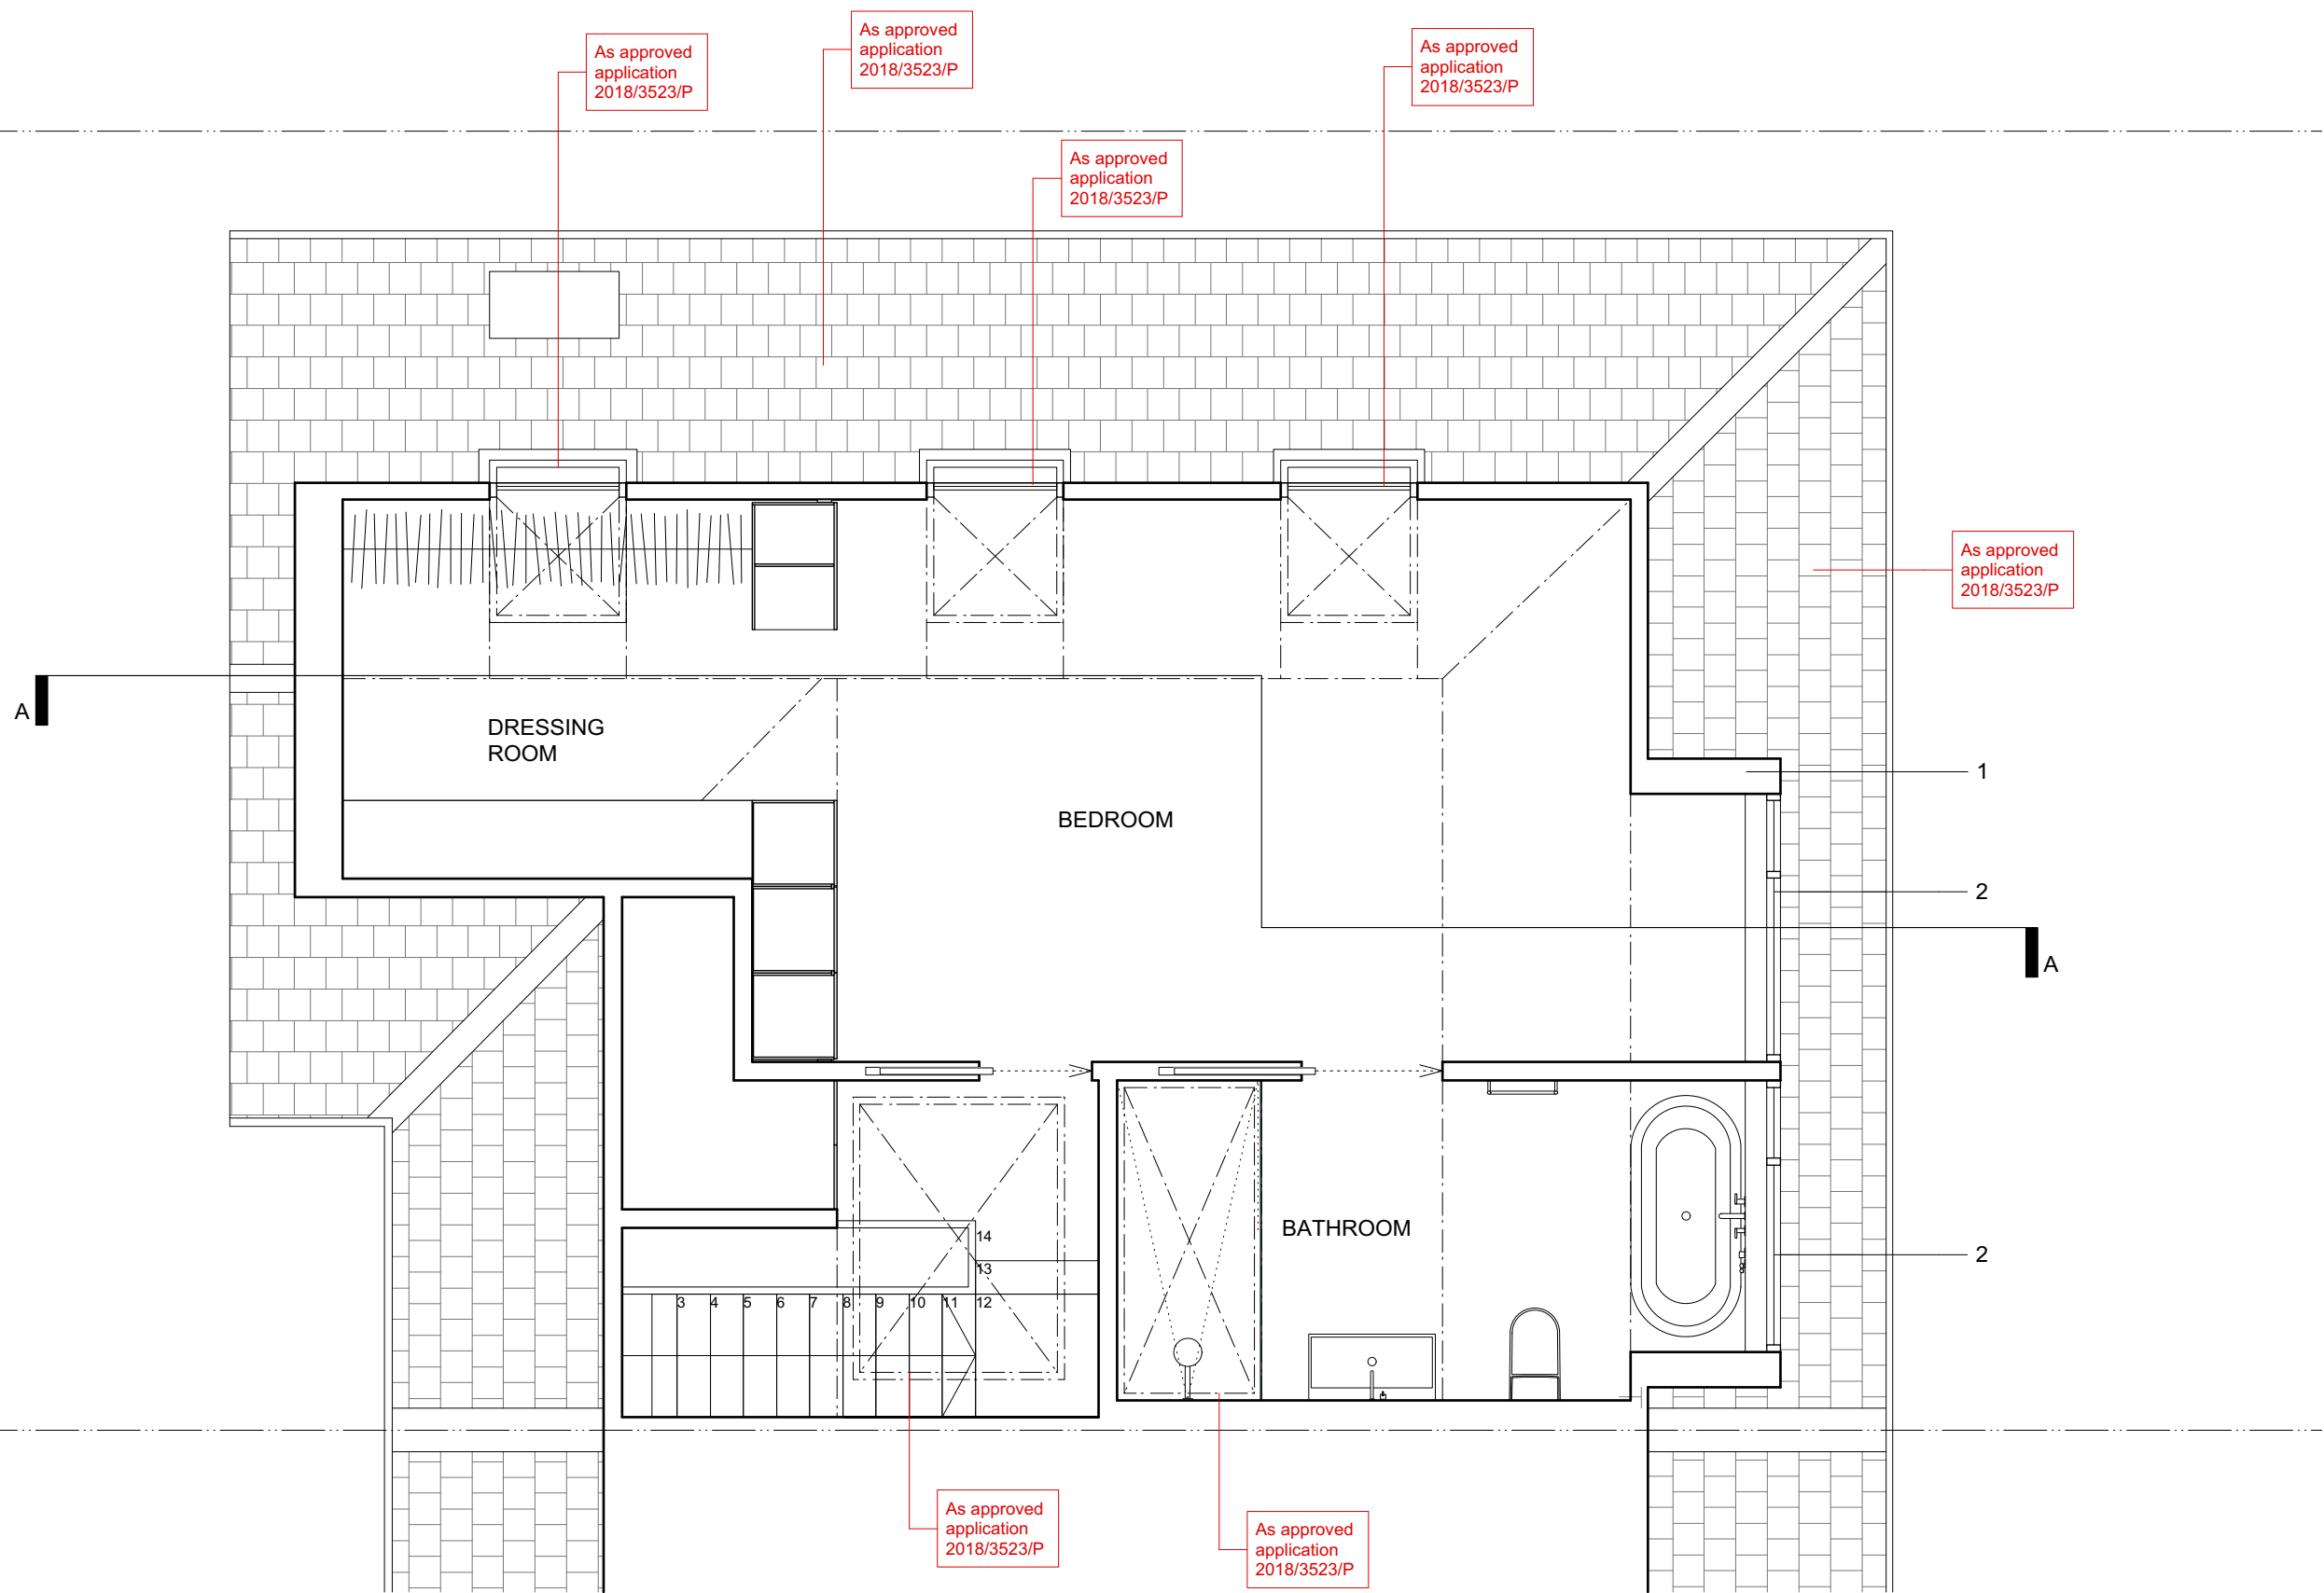 As approved
application
2018/3523/P
As approved
application
2018/3523/P
As approved
application
2018/3523/P
As approved
application
2018/3523/P
As approved
application
2018/3523/P
A
DRESSING
ROOM
1
BEDROOM
2
A
BATHROOM
14
13
2
3 4 5 6 7 8 9 10 11 12
As approved
application
2018/3523/P
As approved
application
2018/3523/P